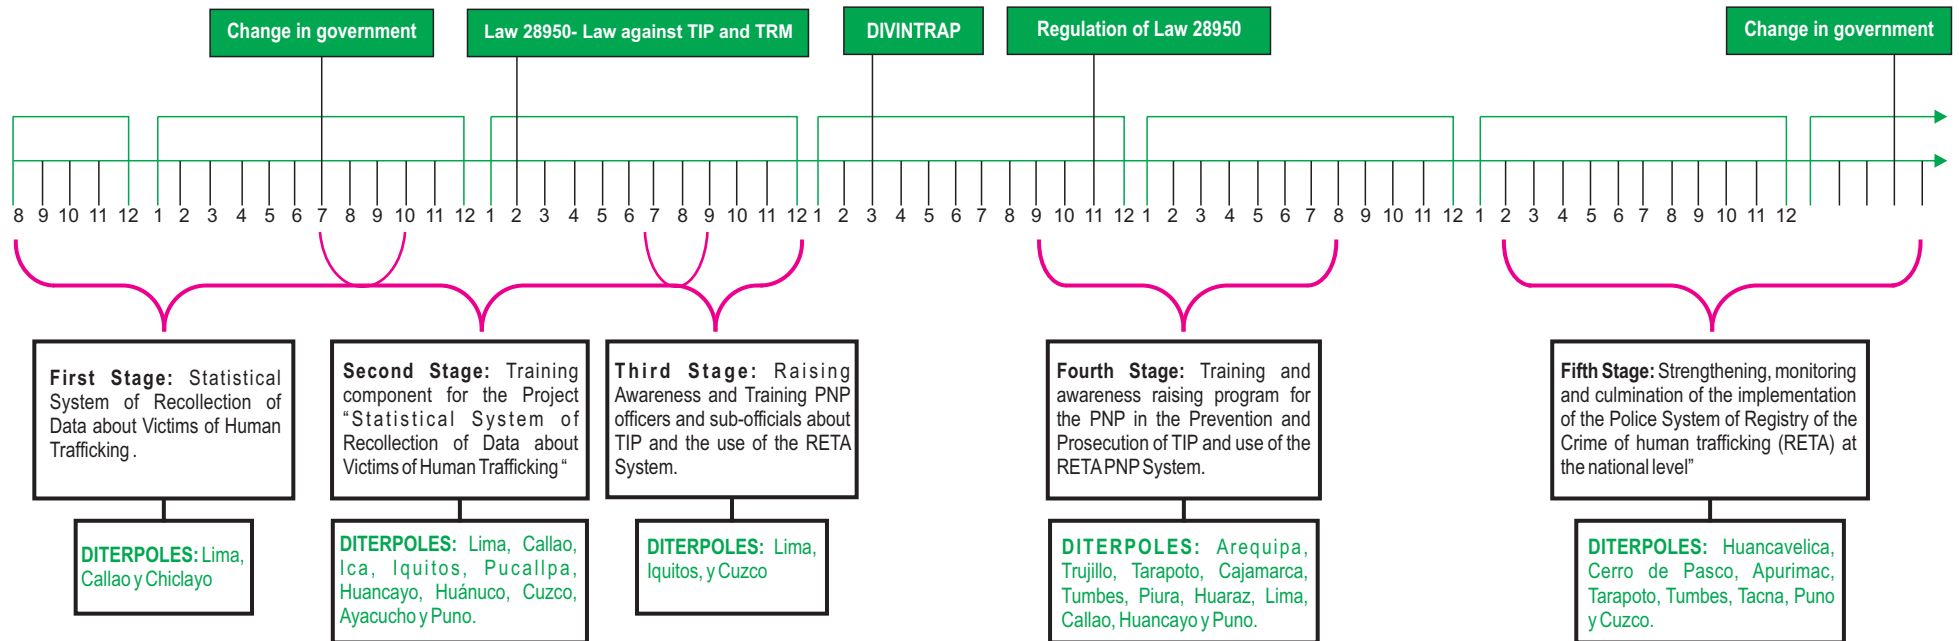 Change in government
Law 28950- Law against TIP and TRM
DIVINTRAP
Regulation of Law 28950
Change in government
8 9 10 11 12 1 2 3 4 5 6 7 8 9 10 11 12 1 2 3 4 5 6 7 8 9 10 11 12 1 2 3 4 5 6 7 8 9 10 11 12 1 2 3 4 5 6 7 8 9 10 11 12 1 2 3 4 5 6 7 8 9 10 11 12
First Stage: Statistical
System of Recollection of
Data about Victims of Human
Trafficking .
DITERPOLES: Lima,
Callao y Chiclayo
Second Stage: Training
component for the Project
“Statistical System of
Recollection of Data about
Victims of Human Trafficking “
DITERPOLES: Lima, Callao,
Ica, Iquitos, Pucallpa,
Huancayo, Huánuco, Cuzco,
Ayacucho y Puno.
Third Stage: Raising
Awareness and Training PNP
officers and sub-officials about
TIP and the use of the RETA
System.
DITERPOLES: Lima,
Iquitos, y Cuzco
Fourth Stage: Training and
awareness raising program for
the PNP in the Prevention and
Prosecution of TIP and use of the
RETA PNP System.
DITERPOLES: Arequipa,
Trujillo, Tarapoto, Cajamarca,
Tumbes, Piura, Huaraz, Lima,
Callao, Huancayo y Puno.
Fifth Stage: Strengthening, monitoring
and culmination of the implementation
of the Police System of Registry of the
Crime of human trafficking (RETA) at
the national level”
DITERPOLES: Huancavelica,
Cerro de Pasco, Apurimac,
Tarapoto, Tumbes, Tacna, Puno
y Cuzco.